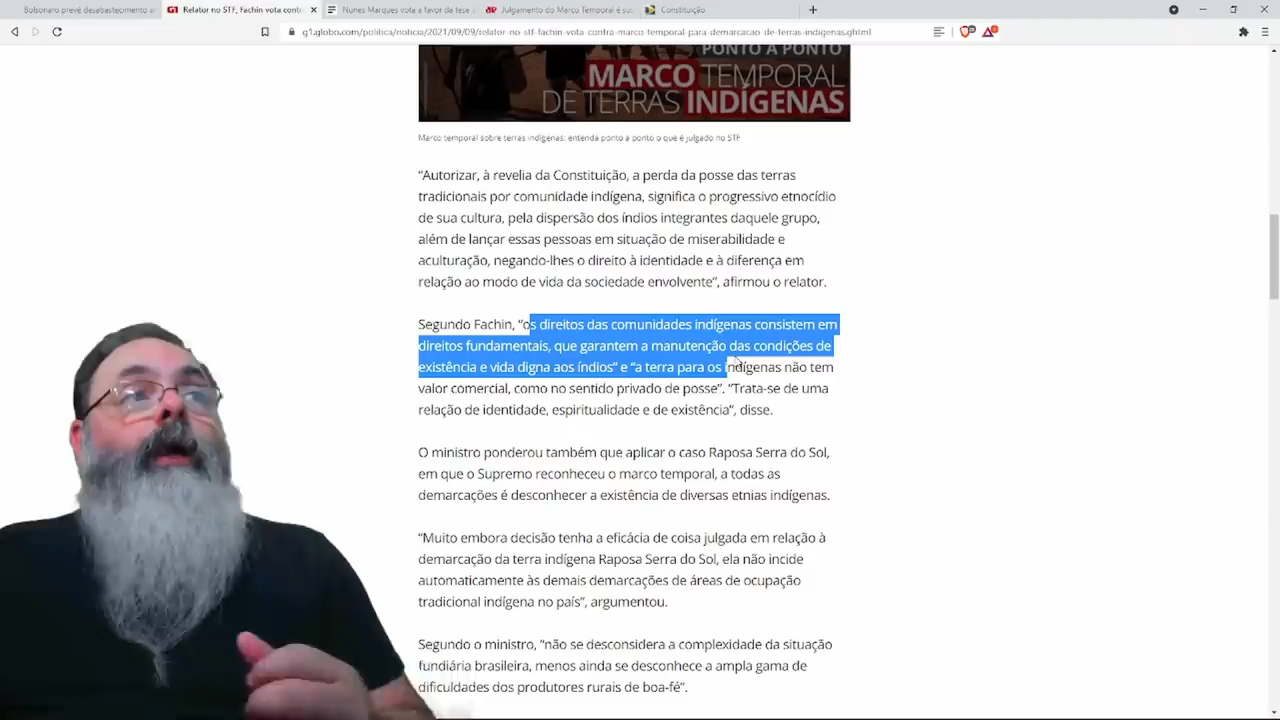 Bolsonaro prevê desabastecimento e
G1 Relator no STF, Fachin vota cont
Nunes Marques vota a favor da tese
Julgamento do Marco Temporal é su
Constituição
g1.globo.com/politica/noticia/2021/09/09/relator-no-stf-fachin-vota-contra-marco-temporal-para-demarcacao-de-terras-indigenas.ghtml
PONTO A PONTO
MARCO TEMPORAL
DE TERRAS INDÍGENAS
Marco temporal sobre terras indígenas: entenda ponto a ponto o que é julgado no STF
“Autorizar, à revelia da Constituição, a perda da posse das terras
tradicionais por comunidade indígena, significa o progressivo etnocídio
de sua cultura, pela dispersão dos índios integrantes daquele grupo,
além de lançar essas pessoas em situação de miserabilidade e
aculturação, negando-lhes o direito à identidade e à diferença em
relação ao modo de vida da sociedade envolvente”, afirmou o relator.
Segundo Fachin, “os direitos das comunidades indígenas consistem em
direitos fundamentais, que garantem a manutenção das condições de
existência e vida digna aos índios” e “a terra para os indígenas não tem
valor comercial, como no sentido privado de posse”. “Trata-se de uma
relação de identidade, espiritualidade e de existência”, disse.
O ministro ponderou também que aplicar o caso Raposa Serra do Sol,
em que o Supremo reconheceu o marco temporal, a todas as
demarcações é desconhecer a existência de diversas etnias indígenas.
“Muito embora decisão tenha a eficácia de coisa julgada em relação à
demarcação da terra indígena Raposa Serra do Sol, ela não incide
automaticamente às demais demarcações de áreas de ocupação
tradicional indígena no país”, argumentou.
Segundo o ministro, “não se desconsidera a complexidade da situação
fundiária brasileira, menos ainda se desconhece a ampla gama de
dificuldades dos produtores rurais de boa-fé”.